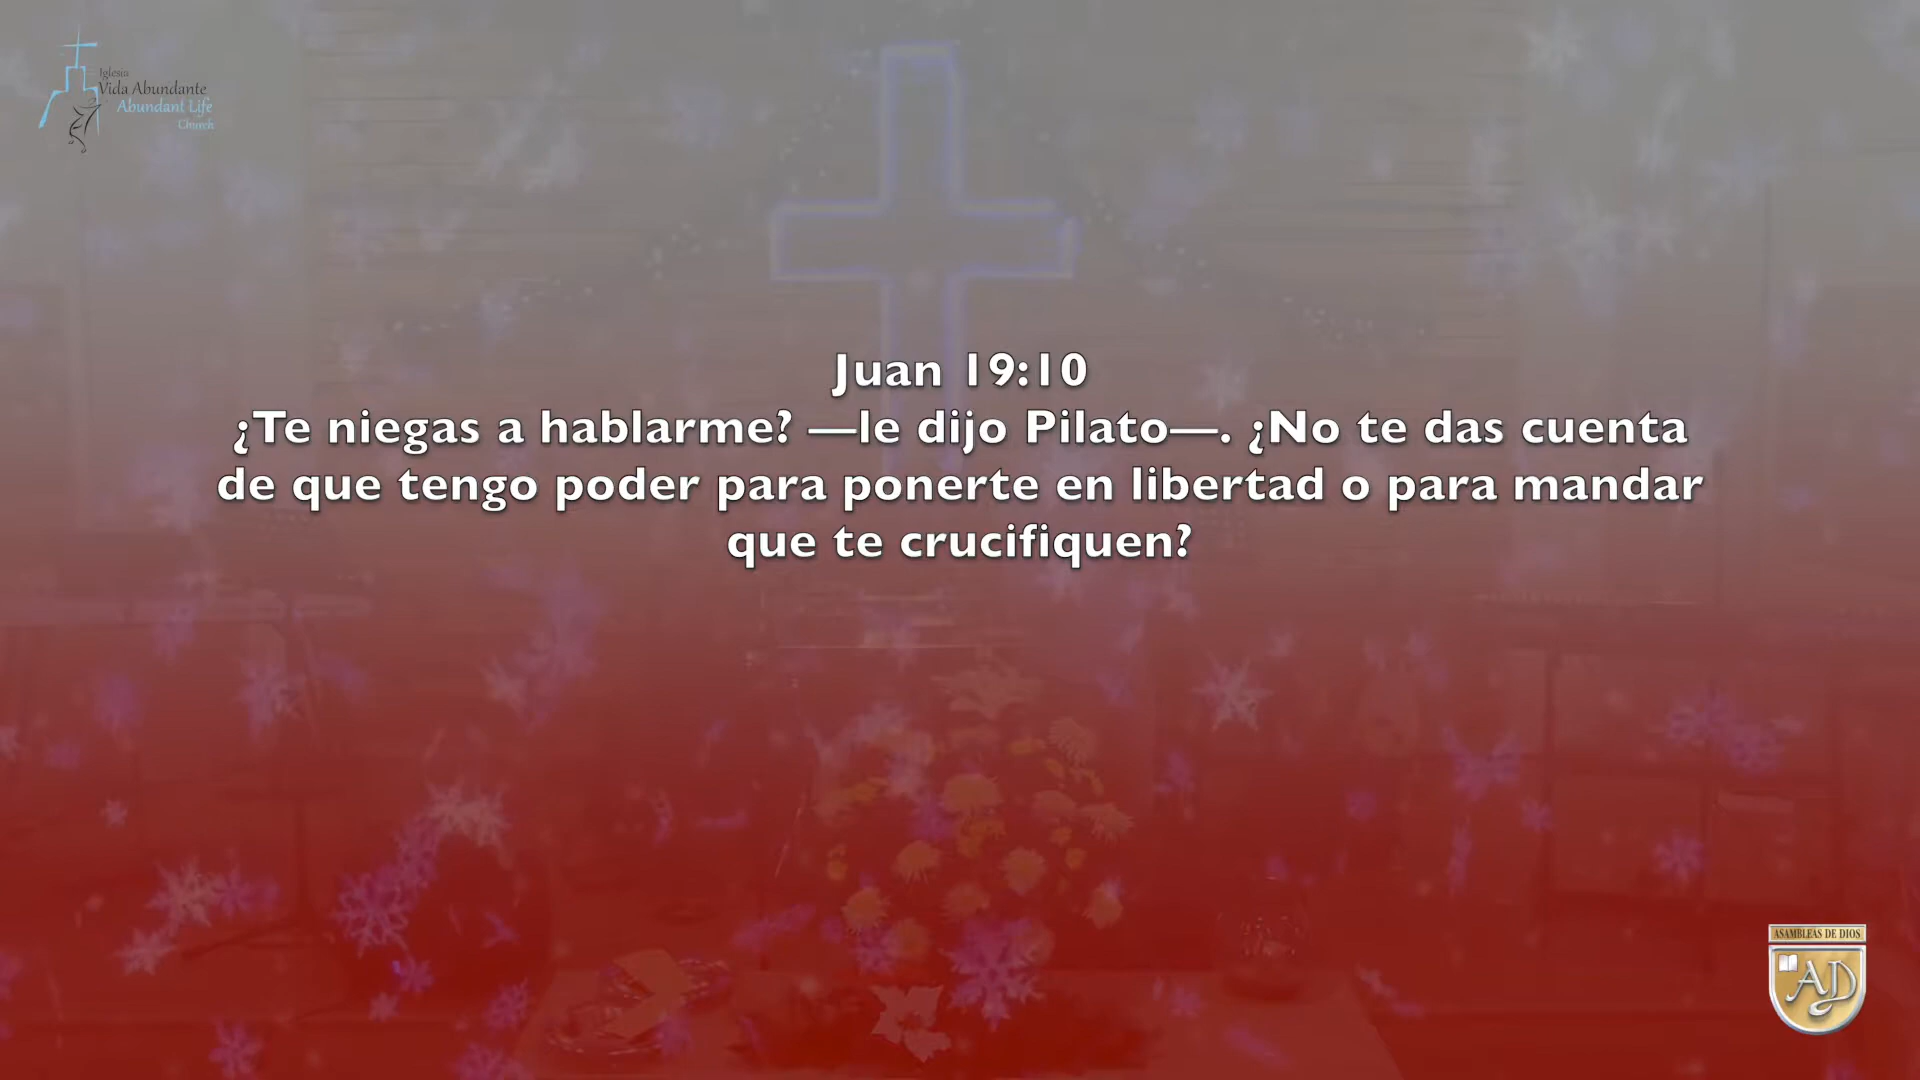 Iglesia
Vida Abundante
Abundant Life
Church
Juan 19:10
¿Te niegas a hablarme? —le dijo Pilato—. ¿No te das cuenta
de que tengo poder para ponerte en libertad o para mandar
que te crucifiquen?
ASAMBLEAS DE DIOS
AD